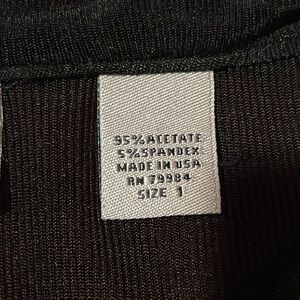 95% ACETATE
5% SPANDEX
MADE IN USA
RN 79984
SIZE 1